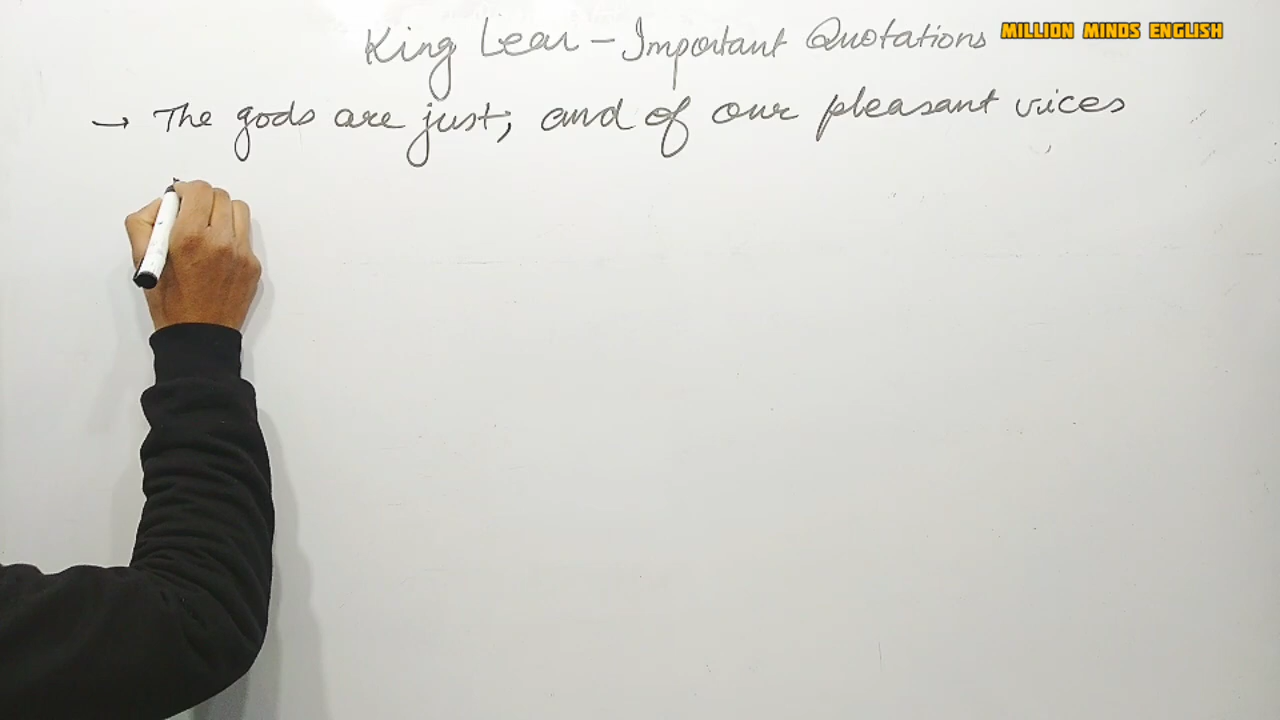 King Lear - Important Quotations
MILLION MINDS ENGLISH
→ The gods are just; and of our pleasant vices